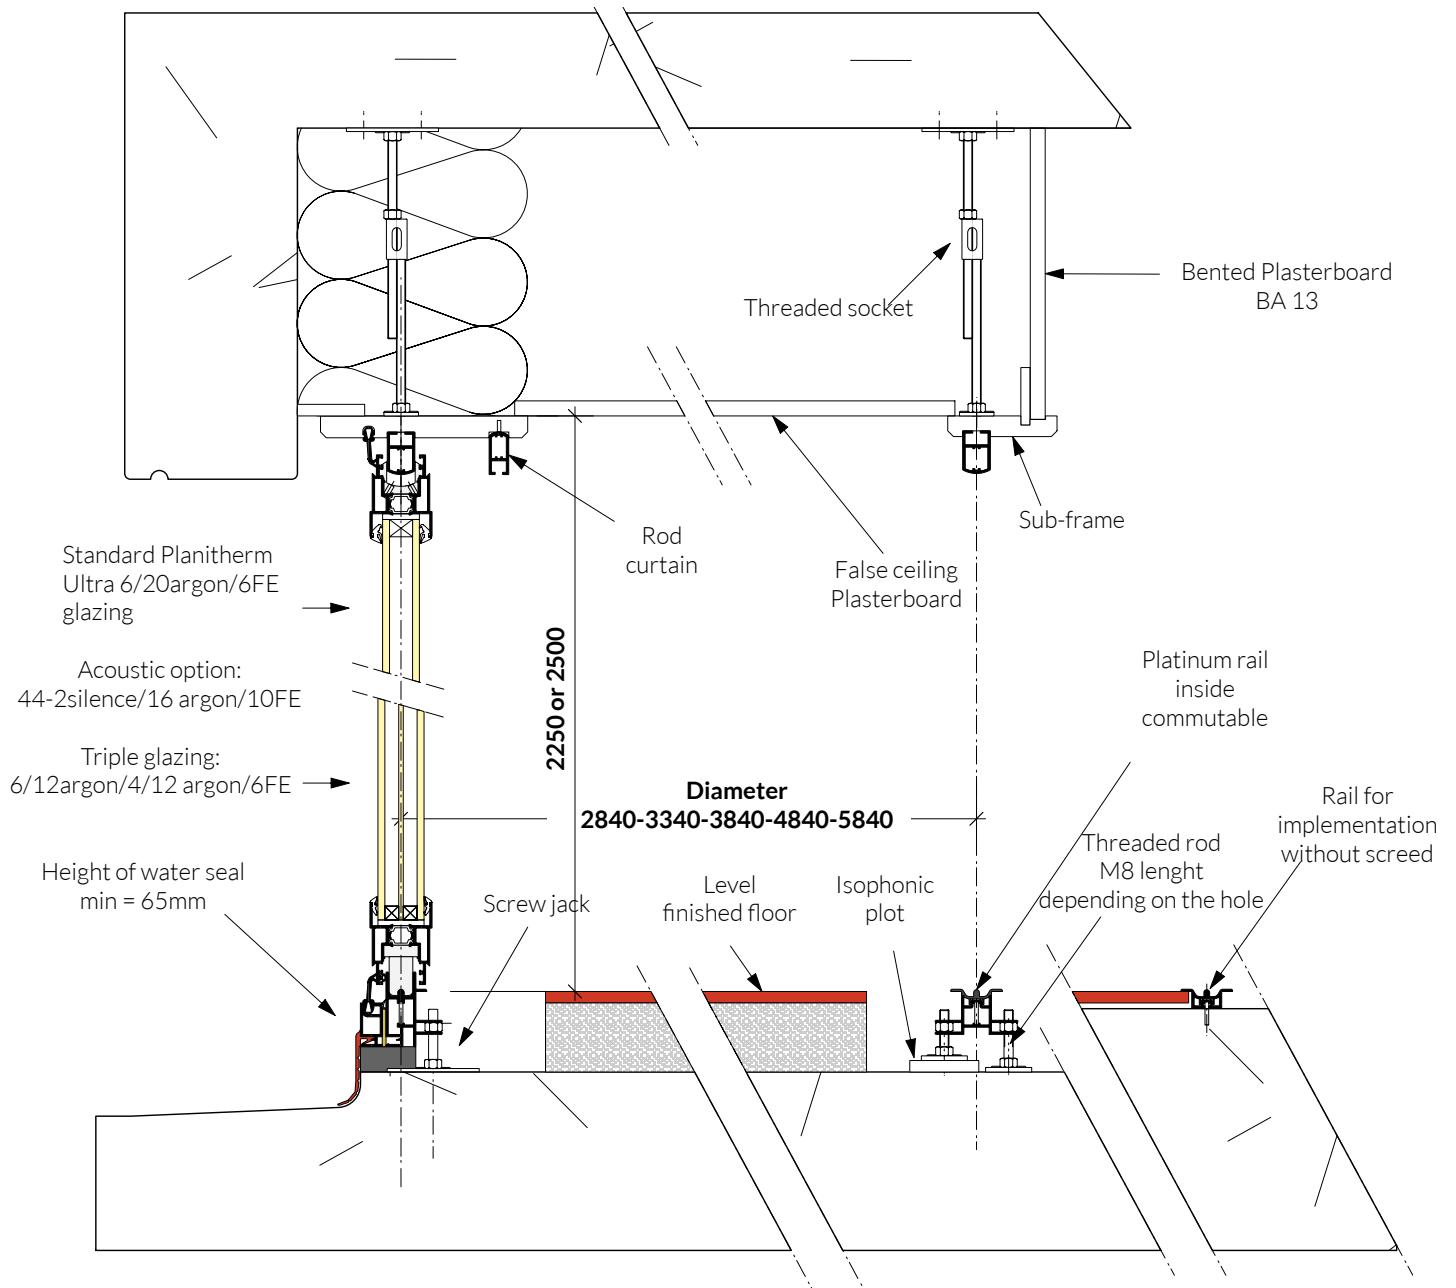 Bented Plasterboard
BA 13
Threaded socket
Sub-frame
Rod
curtain
False ceiling
Plasterboard
Standard Planitherm
Ultra 6/20argon/6FE
glazing
Acoustic option:
44-2silence/16 argon/10FE
Triple glazing:
6/12argon/4/12 argon/6FE
2250 or 2500
Diameter
2840-3340-3840-4840-5840
Platinum rail
inside
commutable
Rail for
implementation
without screed
Threaded rod
M8 lenght
depending on the hole
Height of water seal
min = 65mm
Screw jack
Level
finished floor
Isophonic
plot